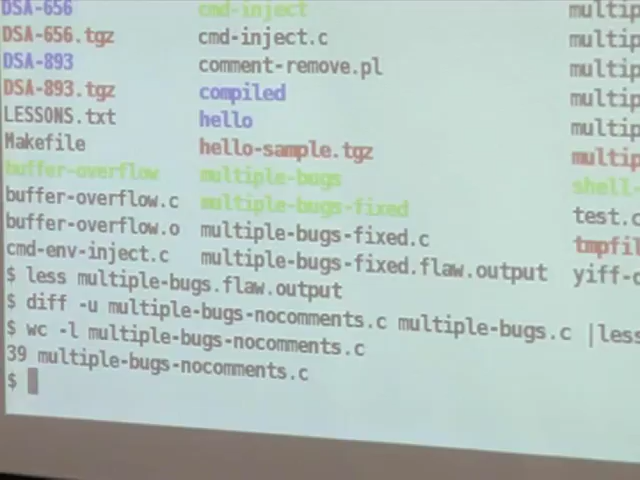 DSA-656 cmd-inject multip
DSA-656.tgz cmd-inject.c multip
DSA-893 comment-remove.pl multip
DSA-893.tgz compiled multip
LESSONS.txt hello multip
Makefile hello-sample.tgz multip
buffer-overflow multiple-bugs shell-
buffer-overflow.c multiple-bugs-fixed test.c
buffer-overflow.o multiple-bugs-fixed.c tmpfil
cmd-env-inject.c multiple-bugs-fixed.flaw.output yiff-c
$ less multiple-bugs.flaw.output
$ diff -u multiple-bugs-nocomments.c multiple-bugs.c |less
$ wc -l multiple-bugs-nocomments.c
39 multiple-bugs-nocomments.c
$